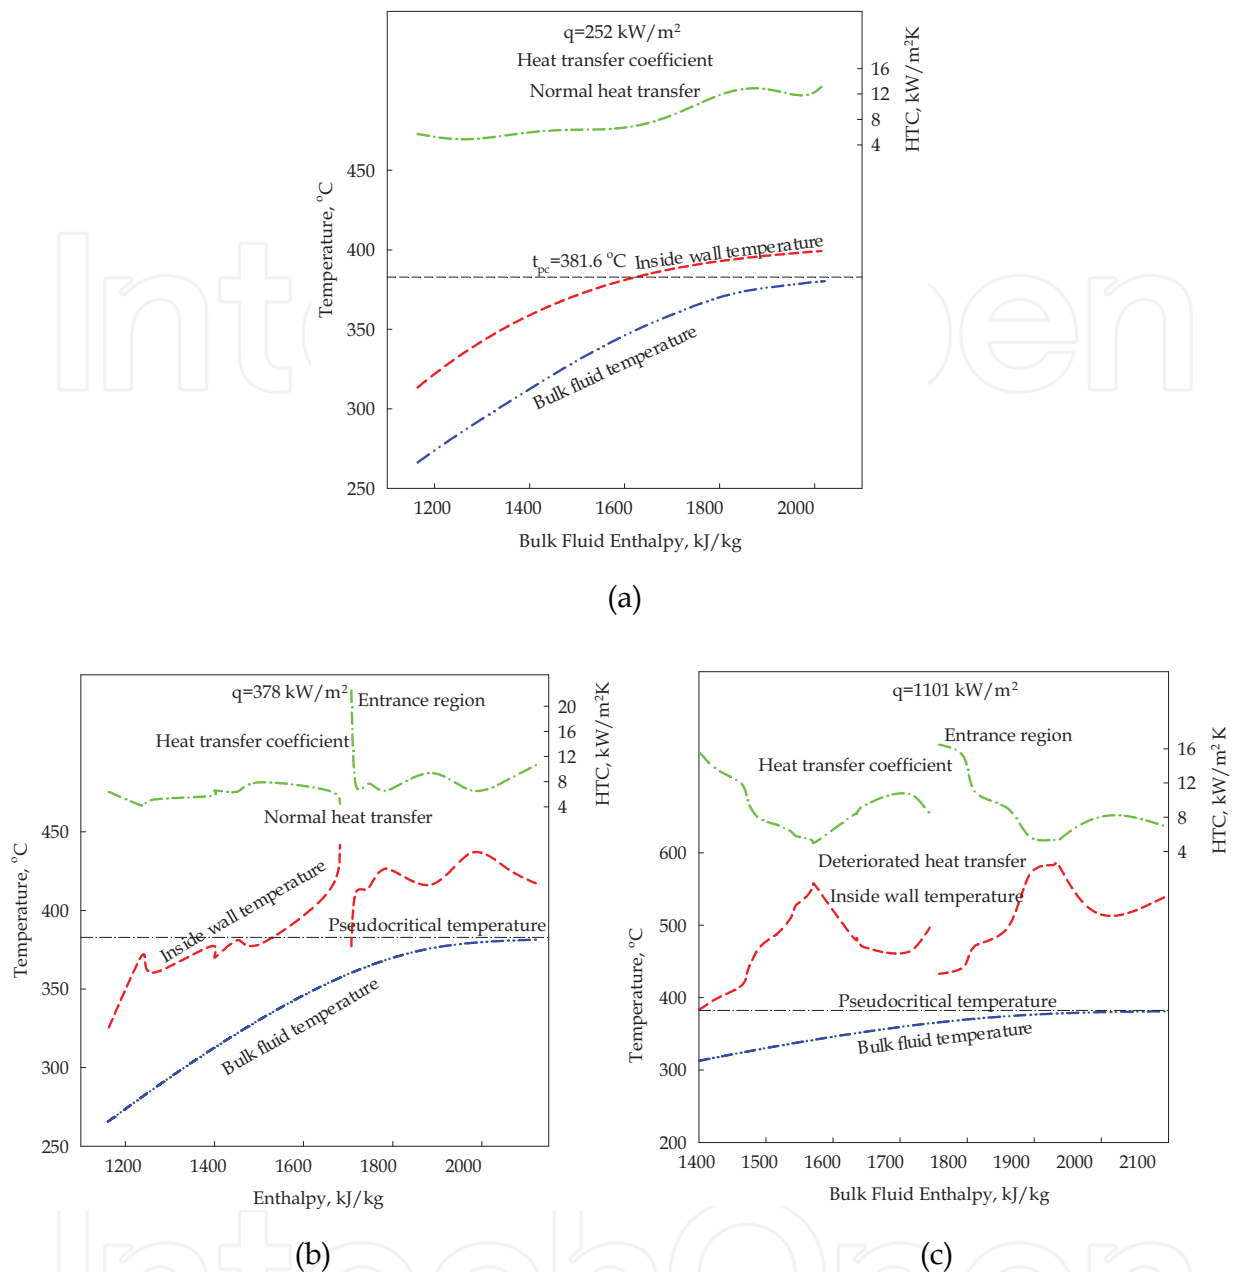 q=252 kW/m²
Heat transfer coefficient
Normal heat transfer
16
12
8
4
HTC, kW/m²K
450
400
350
300
250
Temperature, °C
t_pc=381.6 °C
Inside wall temperature
Bulk fluid temperature
1200 1400 1600 1800 2000
Bulk Fluid Enthalpy, kJ/kg
(a)
q=378 kW/m²
Entrance region
Heat transfer coefficient
Normal heat transfer
20
16
12
8
4
HTC, kW/m²K
450
400
350
300
250
Temperature, °C
Inside wall temperature
Pseudocritical temperature
Bulk fluid temperature
1200 1400 1600 1800 2000
Enthalpy, kJ/kg
(b)
q=1101 kW/m²
Entrance region
Heat transfer coefficient
16
12
8
4
HTC, kW/m² K
Deteriorated heat transfer
Inside wall temperature
600
500
400
300
200
Temperature, °C
Pseudocritical temperature
Bulk fluid temperature
1400 1500 1600 1700 1800 1900 2000 2100
Bulk Fluid Enthalpy, kJ/kg
(c)